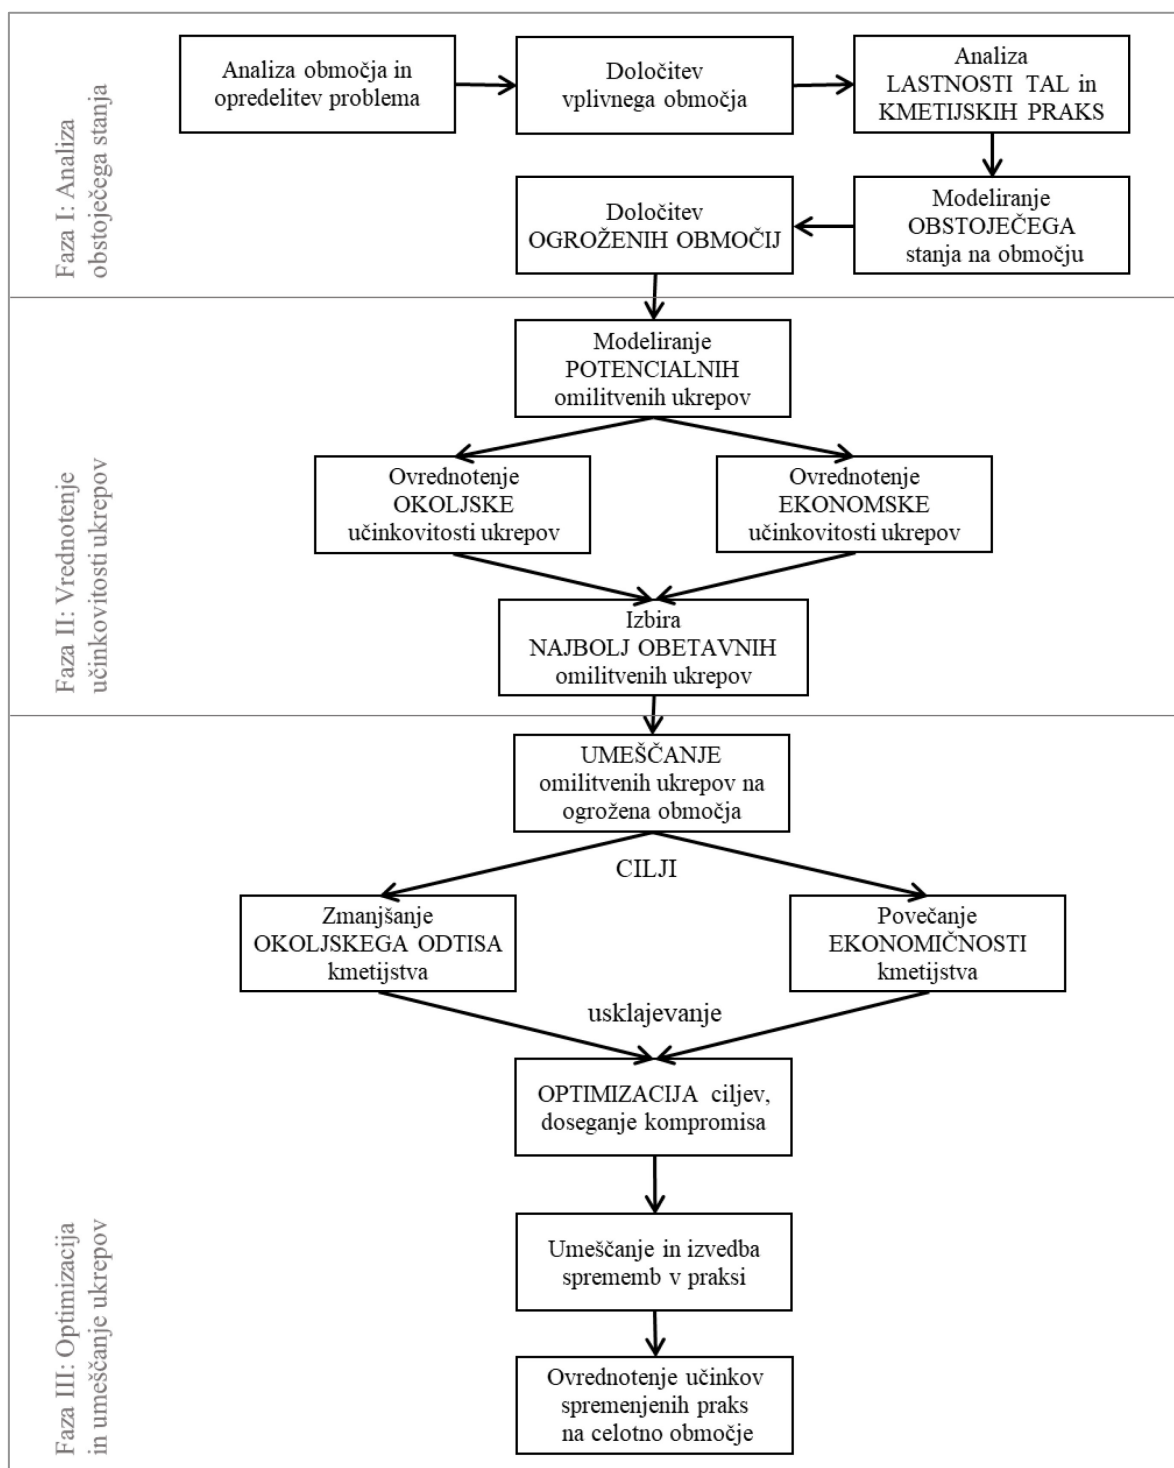 Faza I: Analiza
obstoječega stanja
Analiza območja in
opredelitev problema
Določitev
vplivnega območja
Analiza
LASTNOSTI TAL in
KMETIJSKIH PRAKS
Modeliranje
OBSTOJEČEGA
stanja na območju
Določitev
OGROŽENIH OBMOČIJ
Faza II: Vrednotenje
učinkovitosti ukrepov
Modeliranje
POTENCIALNIH
omilitvenih ukrepov
Ovrednotenje
OKOLJSKE
učinkovitosti ukrepov
Ovrednotenje
EKONOMSKE
učinkovitosti ukrepov
Izbira
NAJBOLJ OBETAVNIH
omilitvenih ukrepov
Faza III: Optimizacija
in umeščanje ukrepov
UMEŠČANJE
omilitvenih ukrepov na
ogrožena območja
CILJI
Zmanjšanje
OKOLJSKEGA ODTISA
kmetijstva
Povečanje
EKONOMIČNOSTI
kmetijstva
usklajevanje
OPTIMIZACIJA ciljev,
doseganje kompromisa
Umeščanje in izvedba
sprememb v praksi
Ovrednotenje učinkov
spremenjenih praks
na celotno območje